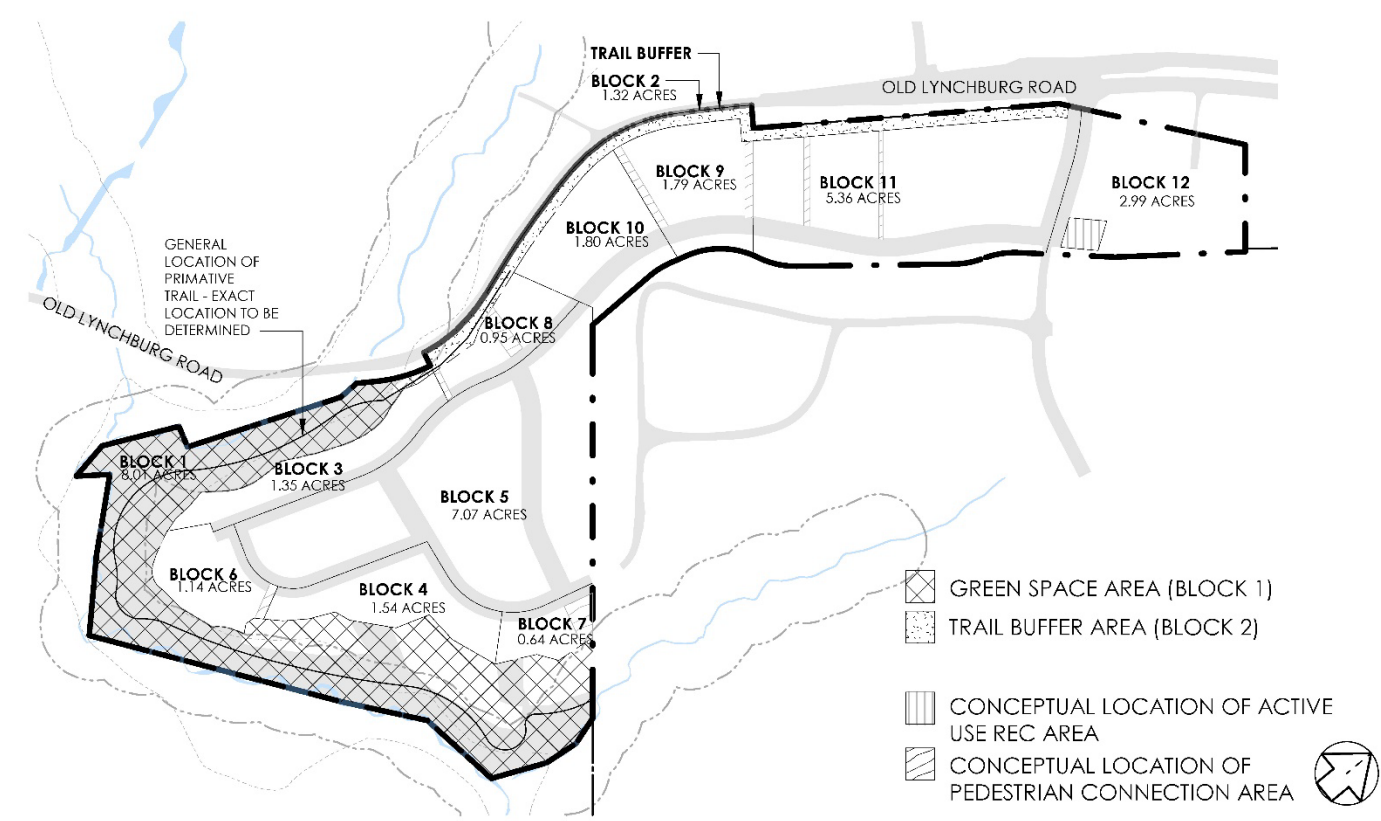 TRAIL BUFFER
BLOCK 2
1.32 ACRES
OLD LYNCHBURG ROAD
BLOCK 9
1.79 ACRES
BLOCK 11
5.36 ACRES
BLOCK 12
2.99 ACRES
BLOCK 10
1.80 ACRES
GENERAL
LOCATION OF
PRIMATIVE
TRAIL - EXACT
LOCATION TO BE
DETERMINED
OLD LYNCHBURG ROAD
BLOCK 8
0.95 ACRES
BLOCK 1
8.01 ACRES
BLOCK 3
1.35 ACRES
BLOCK 5
7.07 ACRES
BLOCK 6
1.14 ACRES
BLOCK 4
1.54 ACRES
BLOCK 7
0.64 ACRES
GREEN SPACE AREA (BLOCK 1)
TRAIL BUFFER AREA (BLOCK 2)
CONCEPTUAL LOCATION OF ACTIVE
USE REC AREA
CONCEPTUAL LOCATION OF
PEDESTRIAN CONNECTION AREA